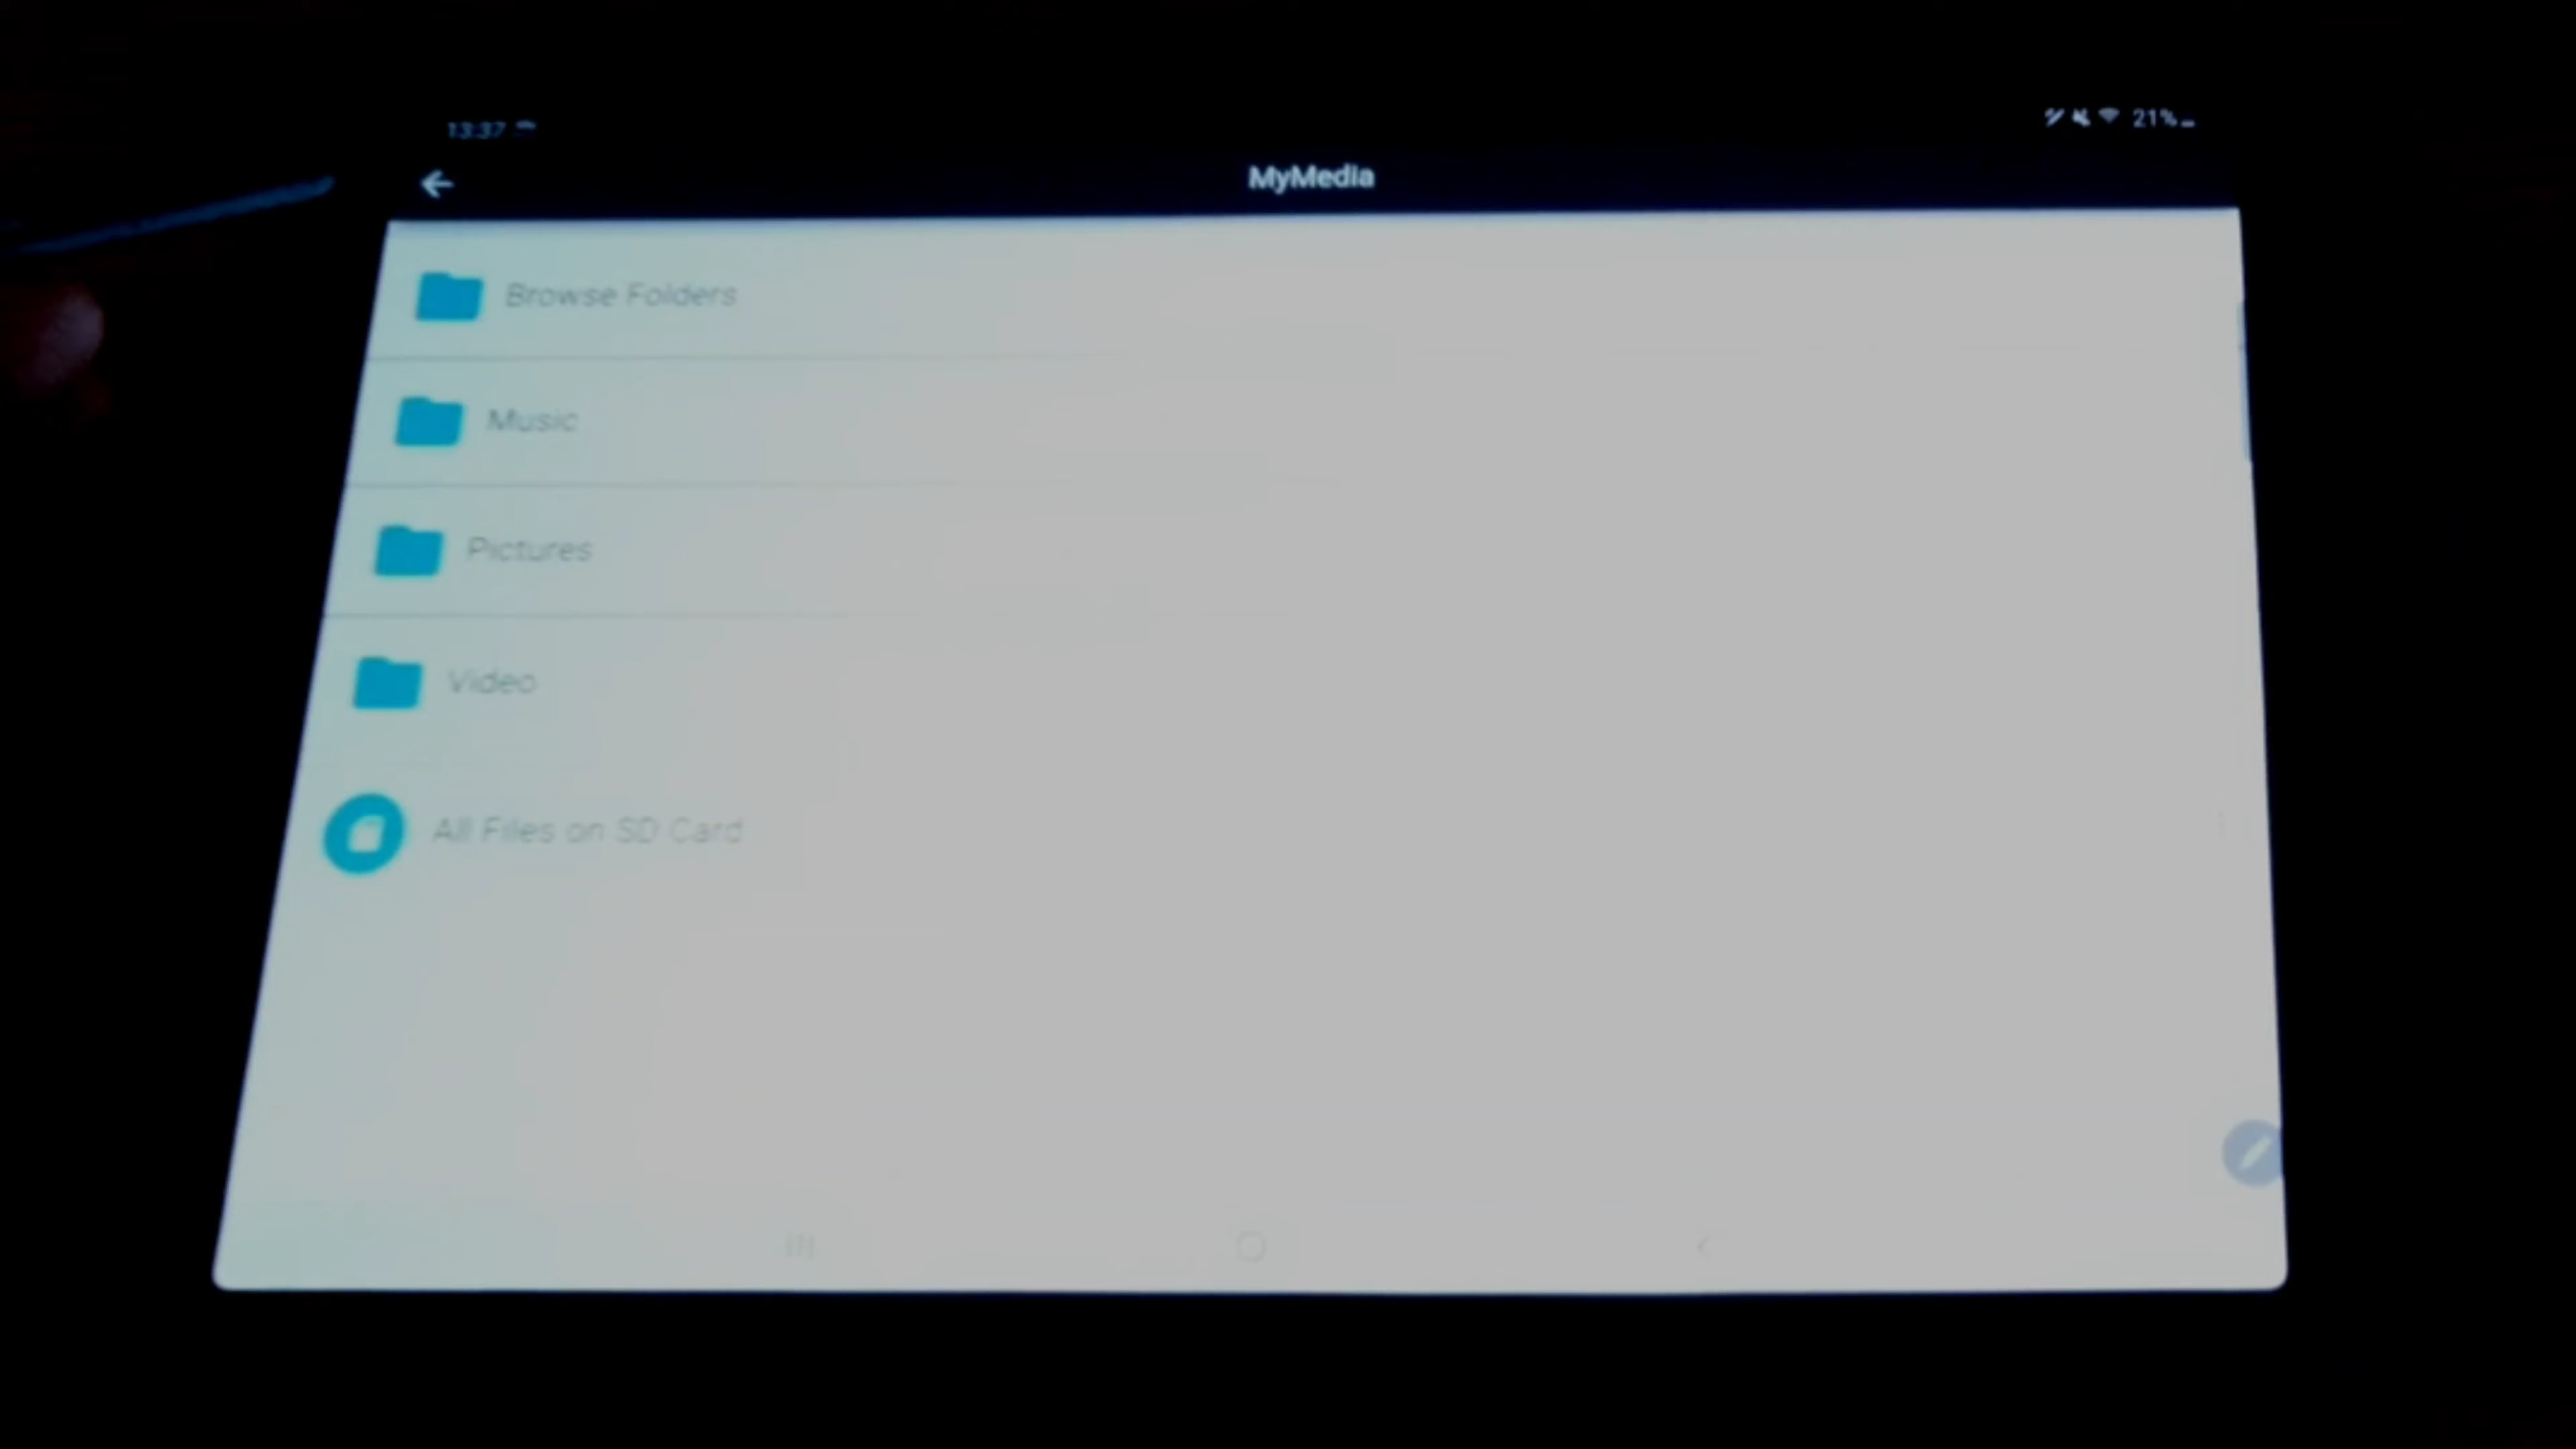 13:37
21%
MyMedia
Browse Folders
Music
Pictures
Video
All Files on SD Card